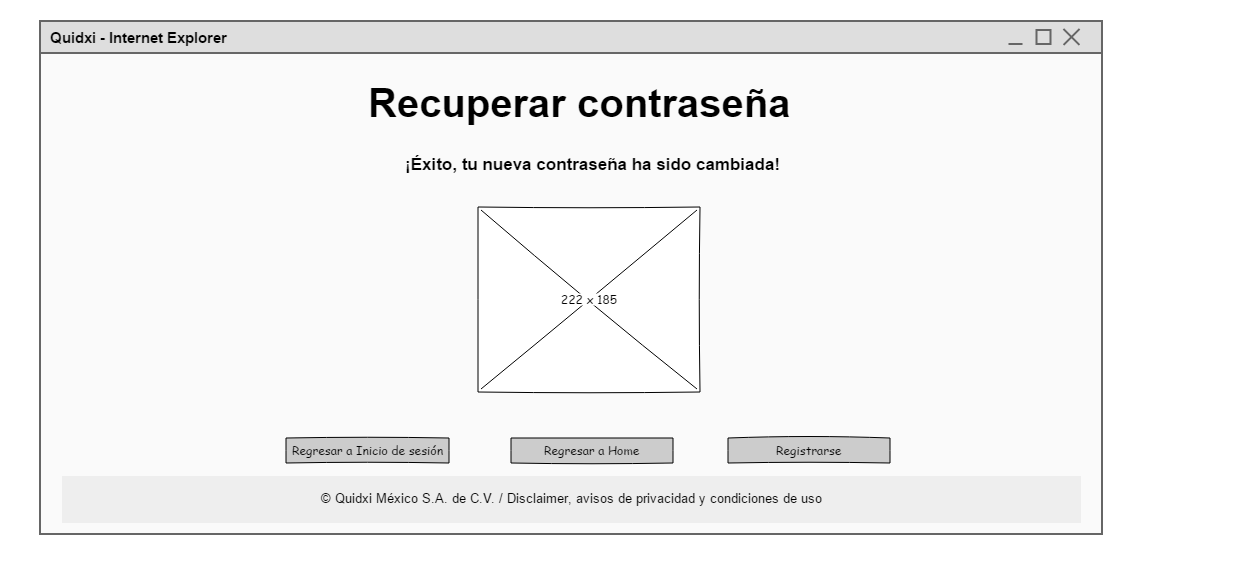 Quidxi - Internet Explorer
Recuperar contraseña
¡Éxito, tu nueva contraseña ha sido cambiada!
222 x 185
Regresar a Inicio de sesión
Regresar a Home
Registrarse
© Quidxi México S.A. de C.V. / Disclaimer, avisos de privacidad y condiciones de uso